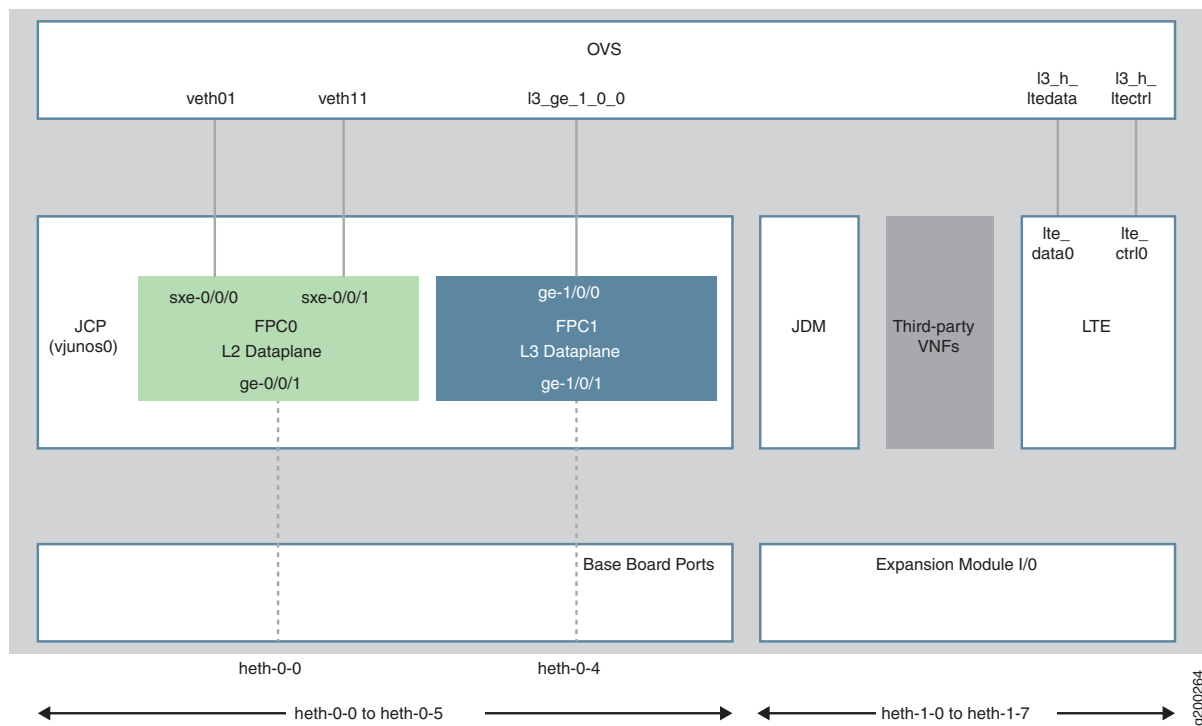 OVS
veth01
veth11
l3_ge_1_0_0
l3_h_
ltedata
l3_h_
ltectrl
lte_
data0
lte_
ctrl0
sxe-0/0/0
sxe-0/0/1
ge-1/0/0
JCP
(vjunos0)
FPC0
L2 Dataplane
ge-0/0/1
FPC1
L3 Dataplane
ge-1/0/1
JDM
Third-party
VNFs
LTE
Base Board Ports
Expansion Module I/0
heth-0-0
heth-0-4
heth-0-0 to heth-0-5
heth-1-0 to heth-1-7
g200264